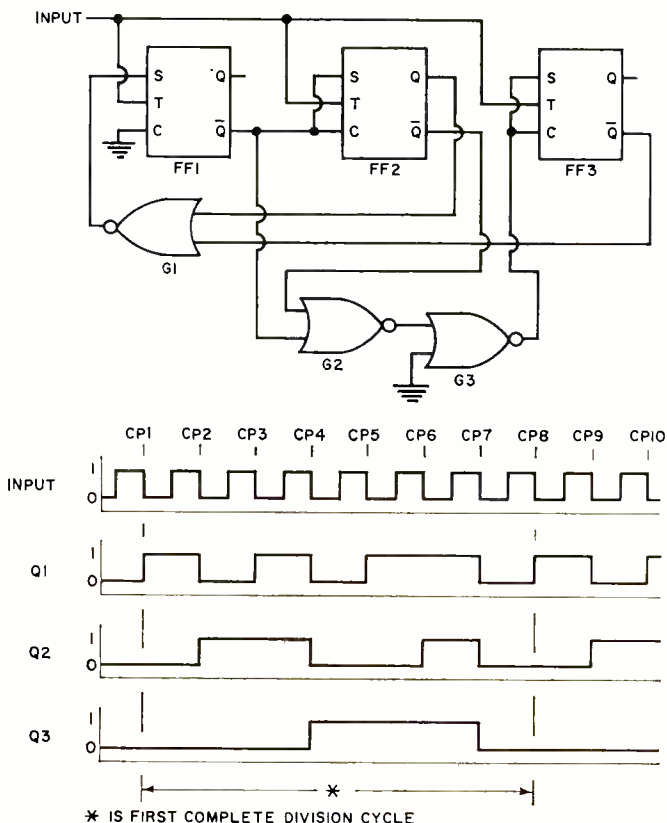 INPUT
S Q S Q S Q
T T T
C Q̅ C Q̅ C Q̅
FF1 FF2 FF3
G1
G2 G3
CP1 CP2 CP3 CP4 CP5 CP6 CP7 CP8 CP9 CP10
INPUT 1
0
Q1 1
0
Q2 1
0
Q3 1
0
*
* IS FIRST COMPLETE DIVISION CYCLE